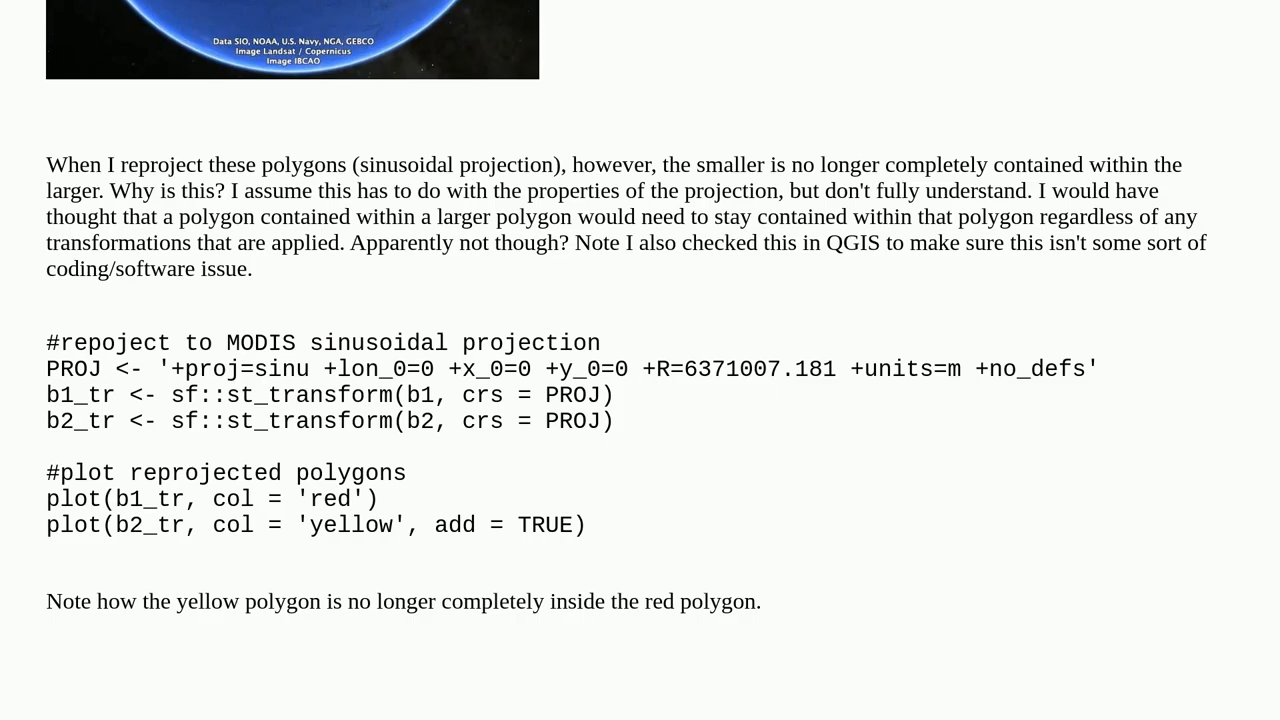 Data SIO, NOAA, U.S. Navy, NGA, GEBCO
Image Landsat / Copernicus
Image IBCAO
When I reproject these polygons (sinusoidal projection), however, the smaller is no longer completely contained within the
larger. Why is this? I assume this has to do with the properties of the projection, but don't fully understand. I would have
thought that a polygon contained within a larger polygon would need to stay contained within that polygon regardless of any
transformations that are applied. Apparently not though? Note I also checked this in QGIS to make sure this isn't some sort of
coding/software issue.
#repoject to MODIS sinusoidal projection
PROJ <- '+proj=sinu +lon_0=0 +x_0=0 +y_0=0 +R=6371007.181 +units=m +no_defs'
b1_tr <- sf::st_transform(b1, crs = PROJ)
b2_tr <- sf::st_transform(b2, crs = PROJ)
#plot reprojected polygons
plot(b1_tr, col = 'red')
plot(b2_tr, col = 'yellow', add = TRUE)
Note how the yellow polygon is no longer completely inside the red polygon.